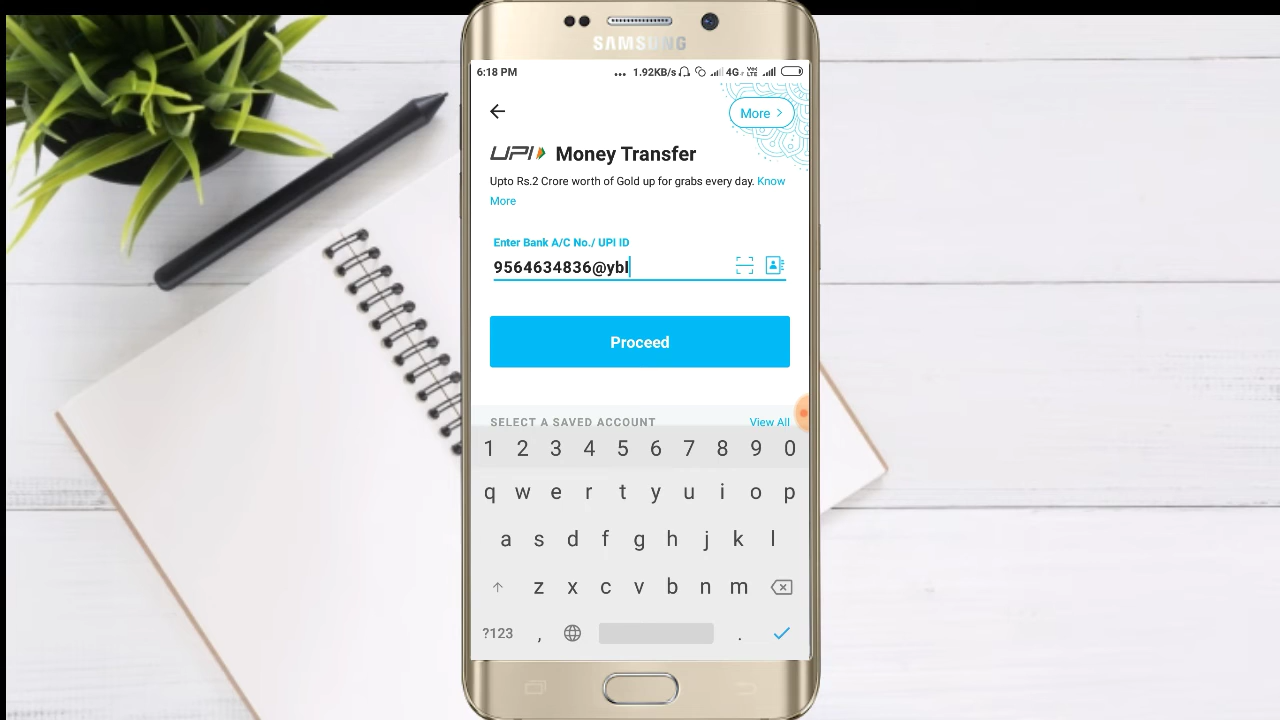 SAMSUNG
6:18 PM ... 1.92KB/s 4G VoLTE
More >
UPI Money Transfer
Upto Rs.2 Crore worth of Gold up for grabs every day. Know
More
Enter Bank A/C No./ UPI ID
9564634836@ybl
Proceed
SELECT A SAVED ACCOUNT View All
1 2 3 4 5 6 7 8 9 0
q w e r t y u i o p
a s d f g h j k l
z x c v b n m
?123 , .